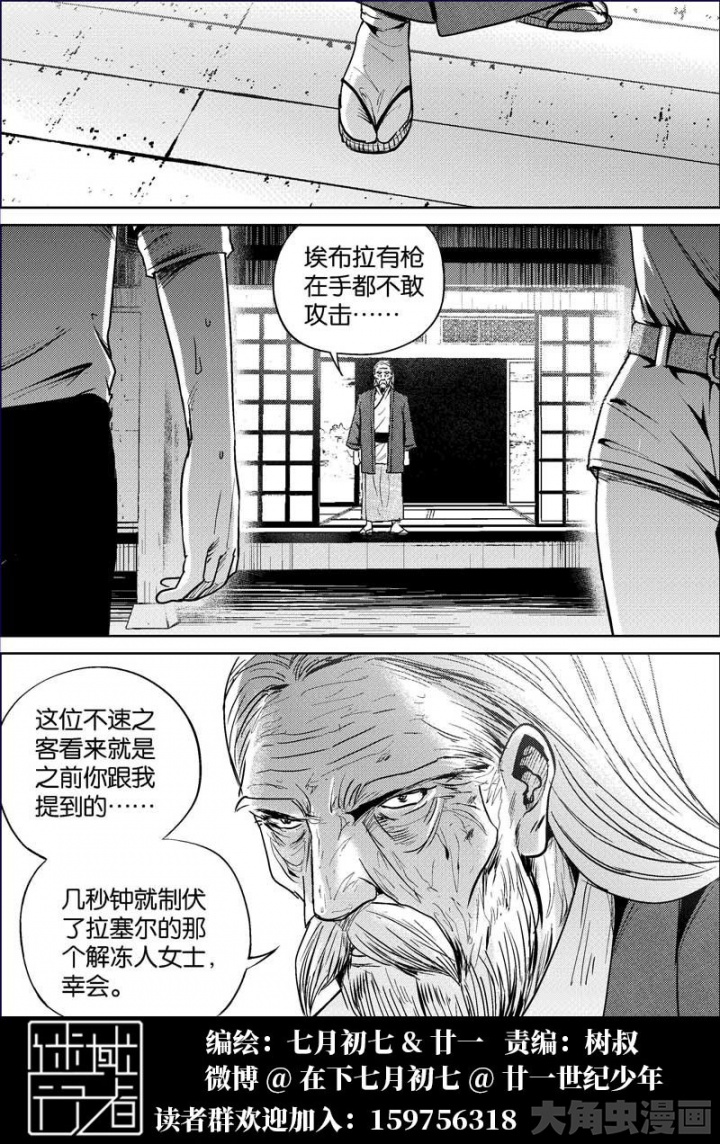 埃布拉有枪
在手都不敢
攻击……
这位不速之
客看来就是
之前你跟我
提到的……
几秒钟就制伏
了拉塞尔的那
个解冻人女士，
幸会。
域行者
编绘：七月初七 & 廿一 责编：树叔
微博 @ 在下七月初七 @ 廿一世纪少年
读者群欢迎加入：159756318
大角虫漫画